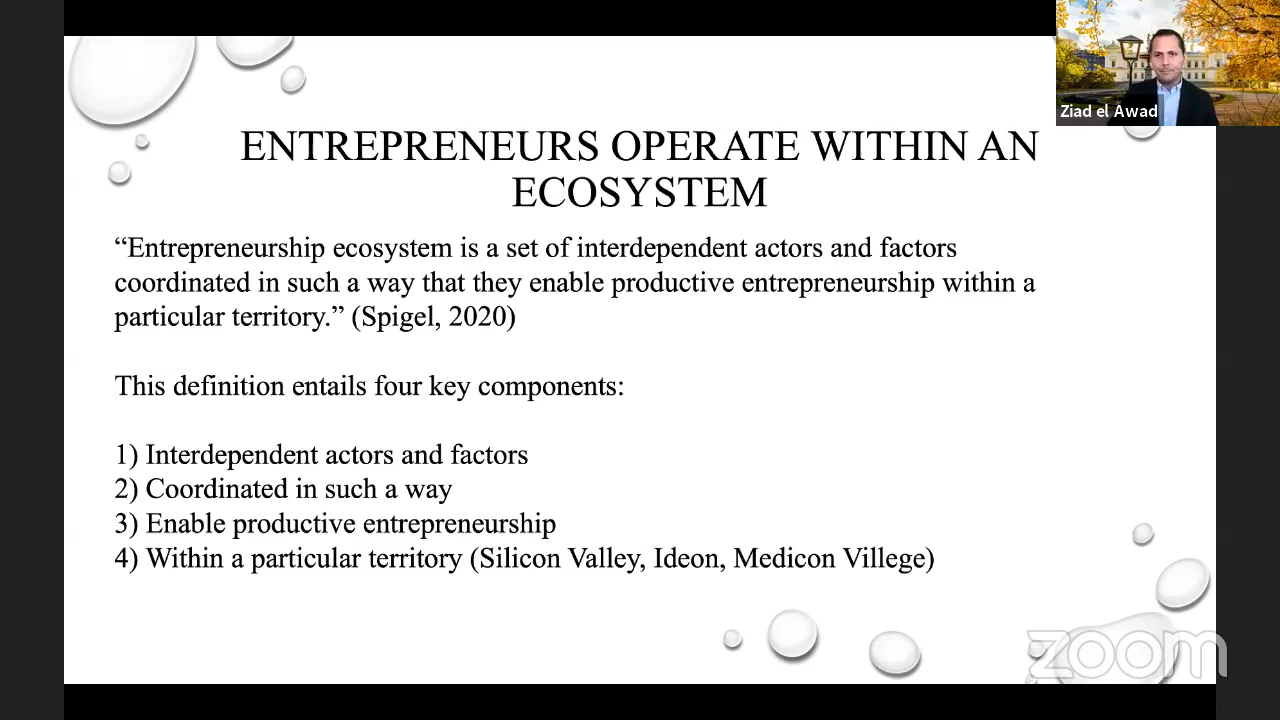 Ziad el Awad
ENTREPRENEURS OPERATE WITHIN AN
ECOSYSTEM
“Entrepreneurship ecosystem is a set of interdependent actors and factors
coordinated in such a way that they enable productive entrepreneurship within a
particular territory.” (Spigel, 2020)
This definition entails four key components:
1) Interdependent actors and factors
2) Coordinated in such a way
3) Enable productive entrepreneurship
4) Within a particular territory (Silicon Valley, Ideon, Medicon Villege)
zoom